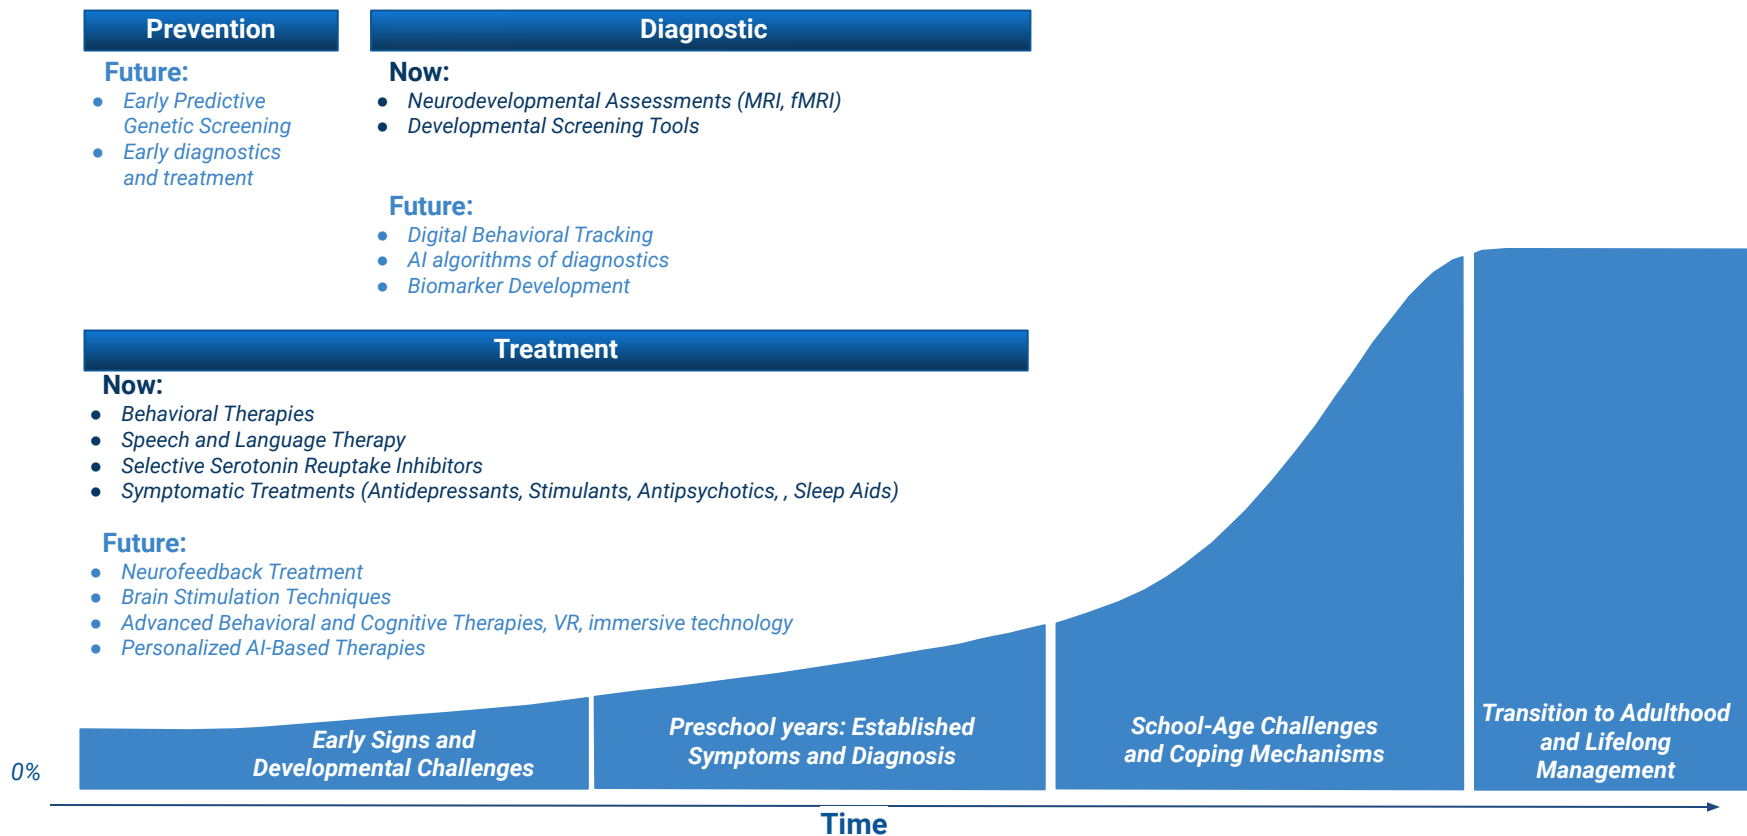 Prevention
Future:
● Early Predictive
Genetic Screening
● Early diagnostics
and treatment
Diagnostic
Now:
● Neurodevelopmental Assessments (MRI, fMRI)
● Developmental Screening Tools
Future:
● Digital Behavioral Tracking
● AI algorithms of diagnostics
● Biomarker Development
Treatment
Now:
● Behavioral Therapies
● Speech and Language Therapy
● Selective Serotonin Reuptake Inhibitors
● Symptomatic Treatments (Antidepressants, Stimulants, Antipsychotics, , Sleep Aids)
Future:
● Neurofeedback Treatment
● Brain Stimulation Techniques
● Advanced Behavioral and Cognitive Therapies, VR, immersive technology
● Personalized AI-Based Therapies
Early Signs and
Developmental Challenges
Preschool years: Established
Symptoms and Diagnosis
School-Age Challenges
and Coping Mechanisms
Transition to Adulthood
and Lifelong
Management
0%
Time